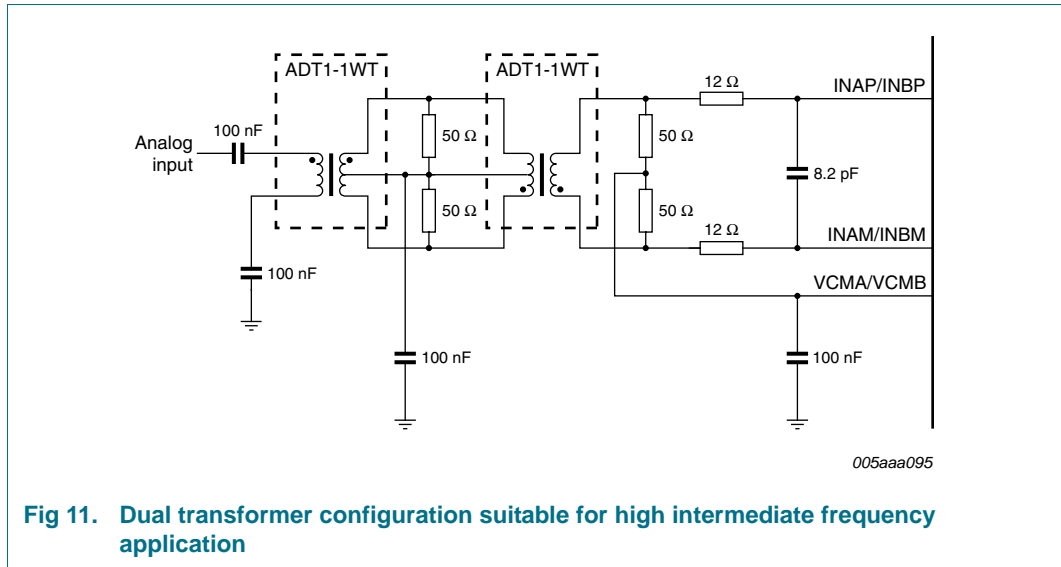 ADT1-1WT
ADT1-1WT
12 Ω
INAP/INBP
100 nF
Analog
input
50 Ω
50 Ω
8.2 pF
50 Ω
50 Ω
12 Ω
INAM/INBM
100 nF
VCMA/VCMB
100 nF
100 nF
005aaa095
Fig 11. Dual transformer configuration suitable for high intermediate frequency
application